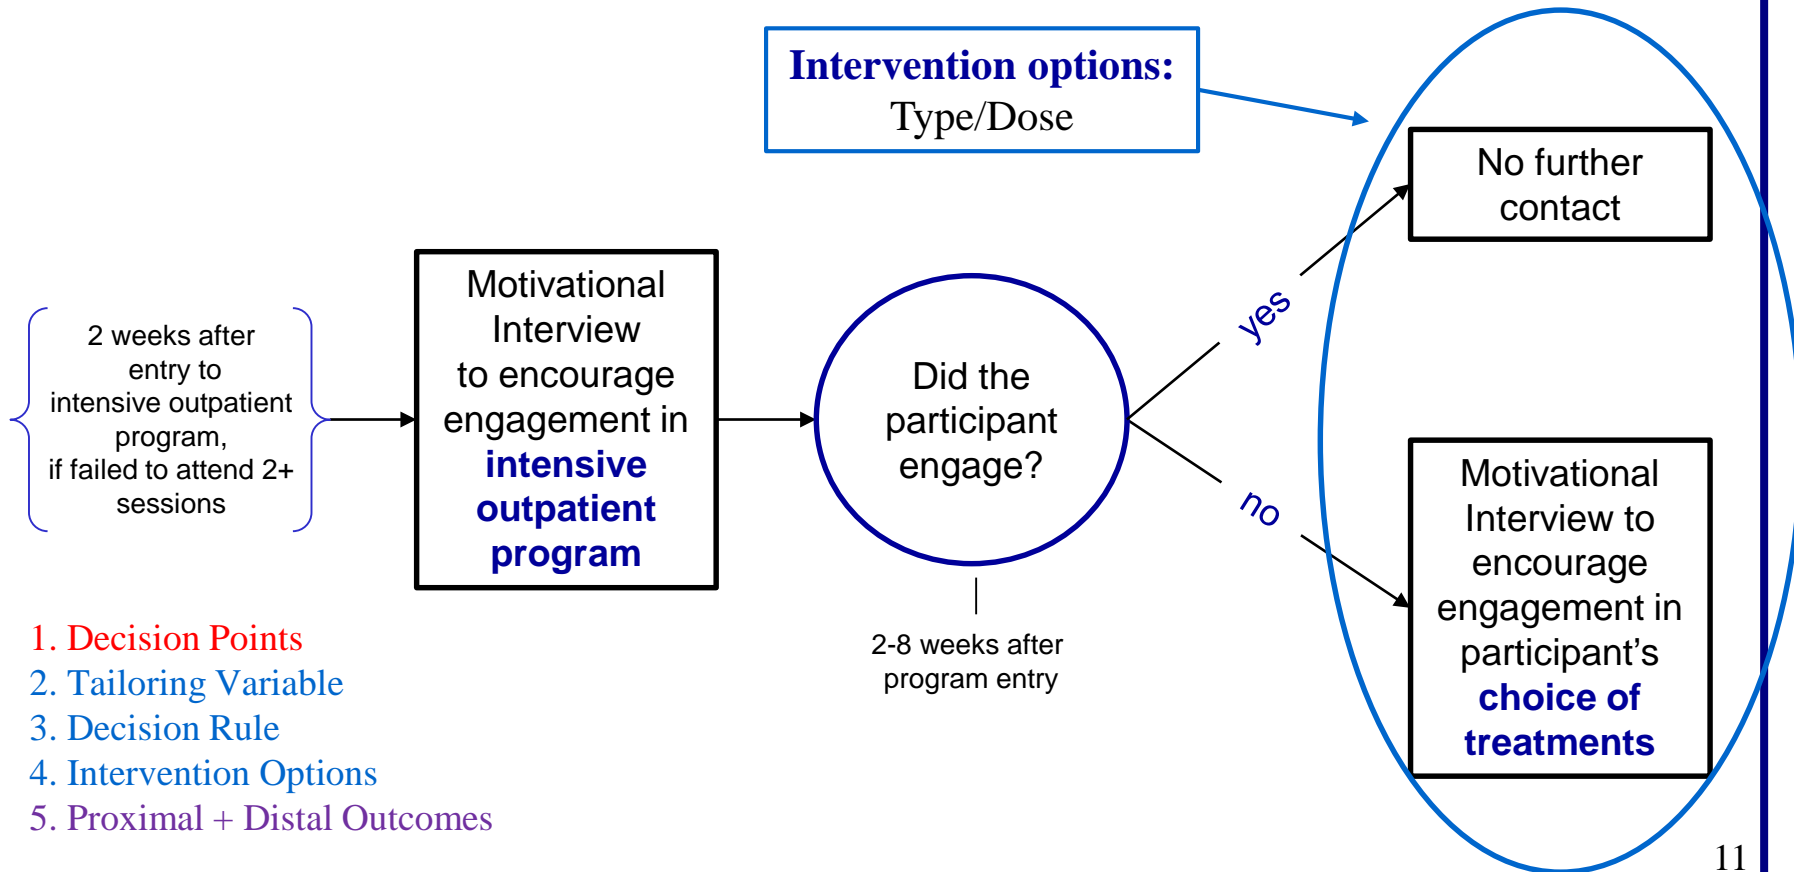 Intervention options:
Type/Dose
No further
contact
2 weeks after
entry to
intensive outpatient
program,
if failed to attend 2+
sessions
Motivational
Interview
to encourage
engagement in
intensive
outpatient
program
Did the
participant
engage?
yes
no
2-8 weeks after
program entry
Motivational
Interview to
encourage
engagement in
participant’s
choice of
treatments
1. Decision Points
2. Tailoring Variable
3. Decision Rule
4. Intervention Options
5. Proximal + Distal Outcomes
11